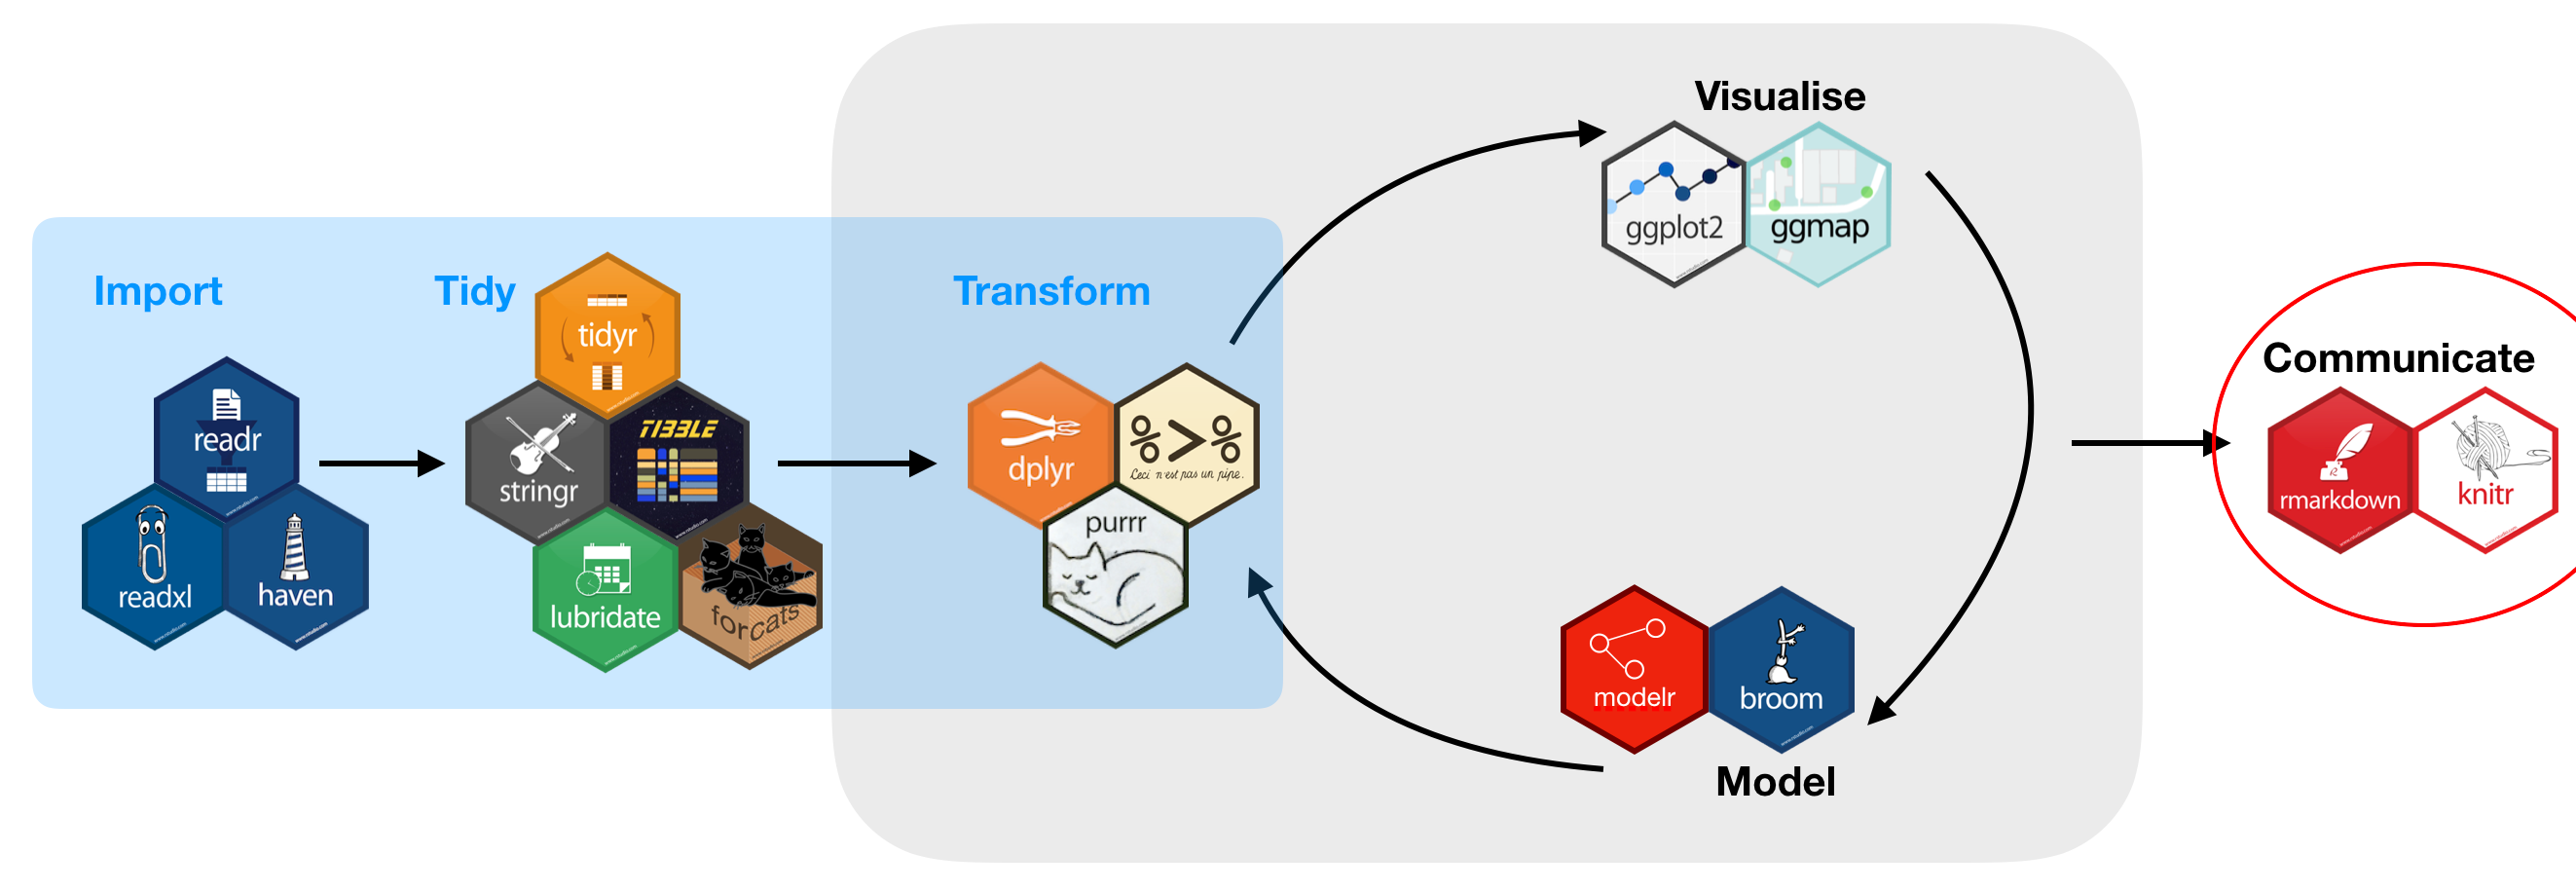 Visualise
ggplot2
ggmap
Import
Tidy
Transform
tidyr
readr
readxl
haven
stringr
TIBBLE
lubridate
forcats
dplyr
%>%
Ceci n'est pas un pipe.
purrr
Communicate
rmarkdown
knitr
modelr
broom
Model